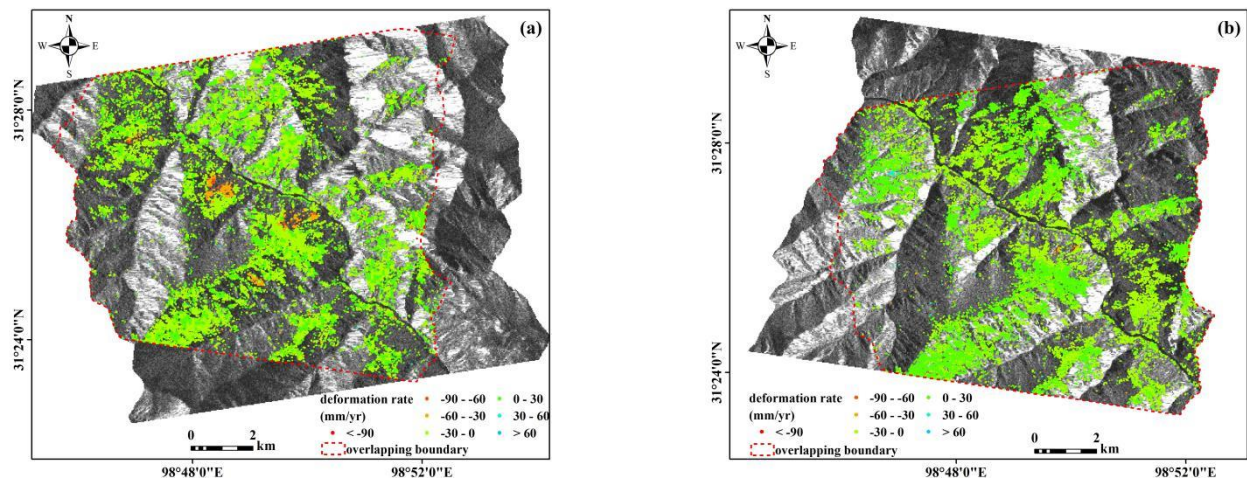 (a)
N
W E
S
31°28'0"N
31°24'0"N
deformation rate
(mm/yr)
< -90
-90 - -60
-60 - -30
-30 - 0
0 - 30
30 - 60
> 60
overlapping boundary
0 2
km
98°48'0"E
98°52'0"E
(b)
N
W E
S
31°28'0"N
31°24'0"N
deformation rate
(mm/yr)
< -90
-90 - -60
-60 - -30
-30 - 0
0 - 30
30 - 60
> 60
overlapping boundary
0 2
km
98°48'0"E
98°52'0"E